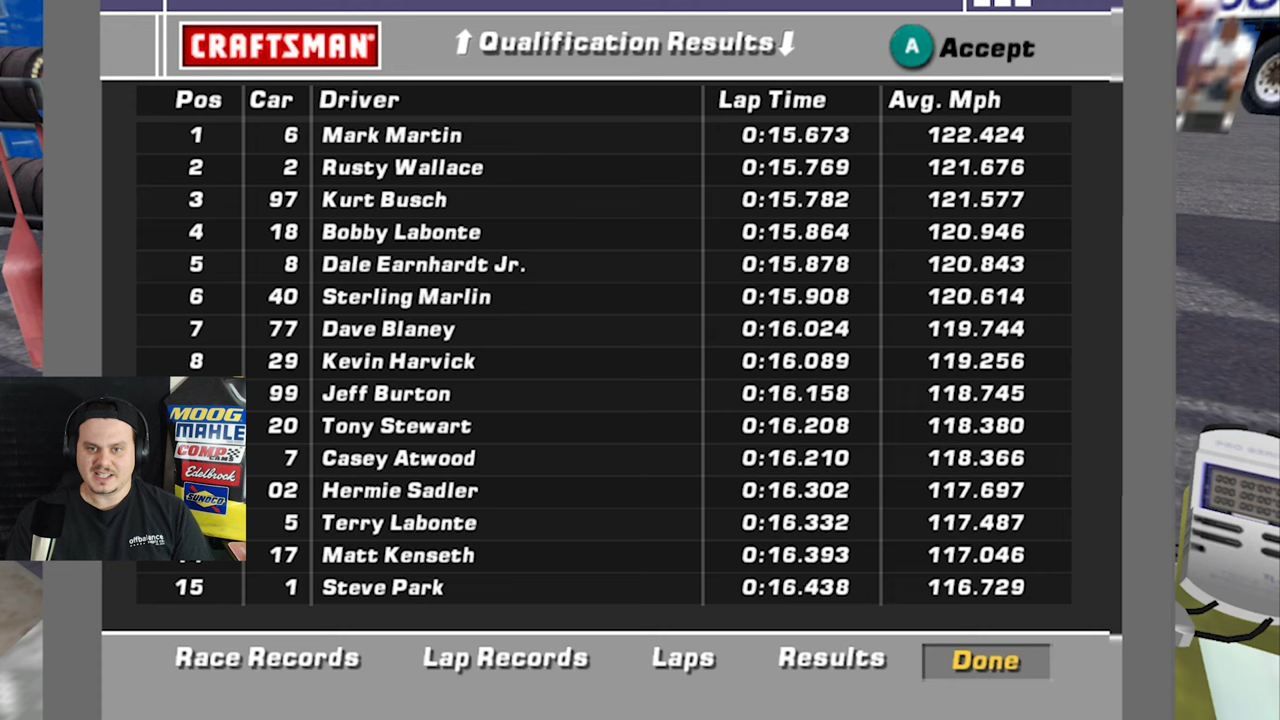 CRAFTSMAN
Qualification Results
A Accept
Pos Car Driver Lap Time Avg. Mph
1 6 Mark Martin 0:15.673 122.424
2 2 Rusty Wallace 0:15.769 121.676
3 97 Kurt Busch 0:15.782 121.577
4 18 Bobby Labonte 0:15.864 120.946
5 8 Dale Earnhardt Jr. 0:15.878 120.843
6 40 Sterling Marlin 0:15.908 120.614
7 77 Dave Blaney 0:16.024 119.744
8 29 Kevin Harvick 0:16.089 119.256
99 Jeff Burton 0:16.158 118.745
20 Tony Stewart 0:16.208 118.380
7 Casey Atwood 0:16.210 118.366
02 Hermie Sadler 0:16.302 117.697
5 Terry Labonte 0:16.332 117.487
17 Matt Kenseth 0:16.393 117.046
15 1 Steve Park 0:16.438 116.729
MOOG
MAHLE
COMP
CAMS
Edelbrock
SUNOCO
offbalance
Race Records Lap Records Laps Results Done